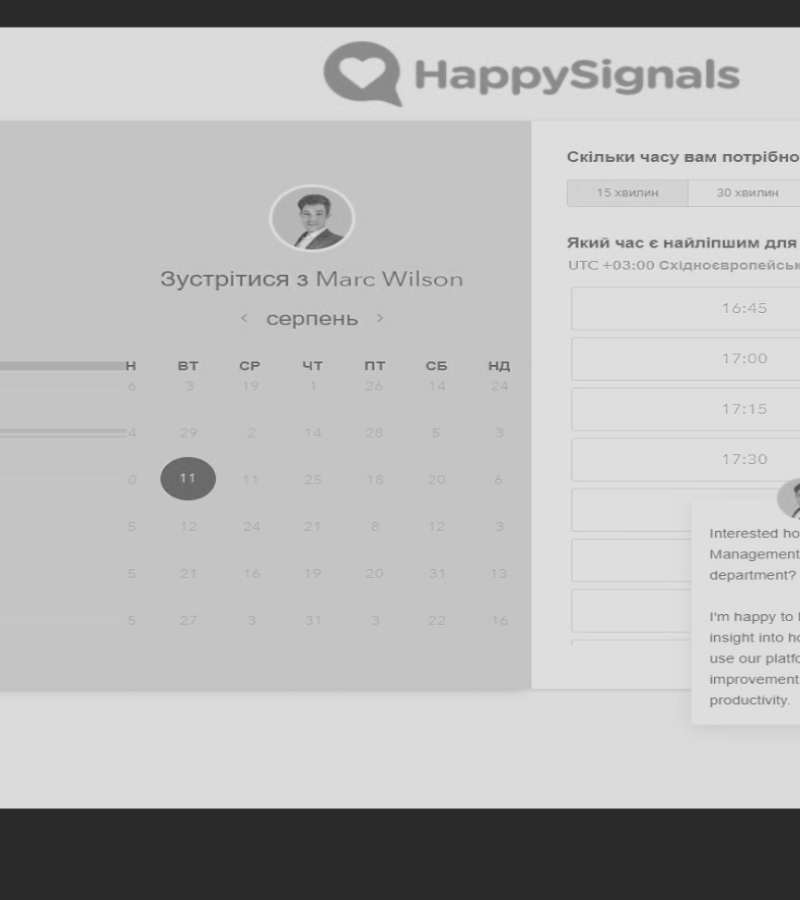 HappySignals
Зустрітися з Marc Wilson
‹ серпень ›
Н ВТ СР ЧТ ПТ СБ НД
6 3 19 1 26 14 24
4 29 2 14 28 5 3
0 11 11 25 18 20 6
5 12 24 21 8 12 3
5 21 16 19 20 31 13
5 27 3 31 3 22 16
Скільки часу вам потрібно
15 хвилин 30 хвилин
Який час є найліпшим для
UTC +03:00 Східноєвропейськ
16:45
17:00
17:15
17:30
Interested ho
Management
department?
I'm happy to
insight into ho
use our platfo
improvement
productivity.